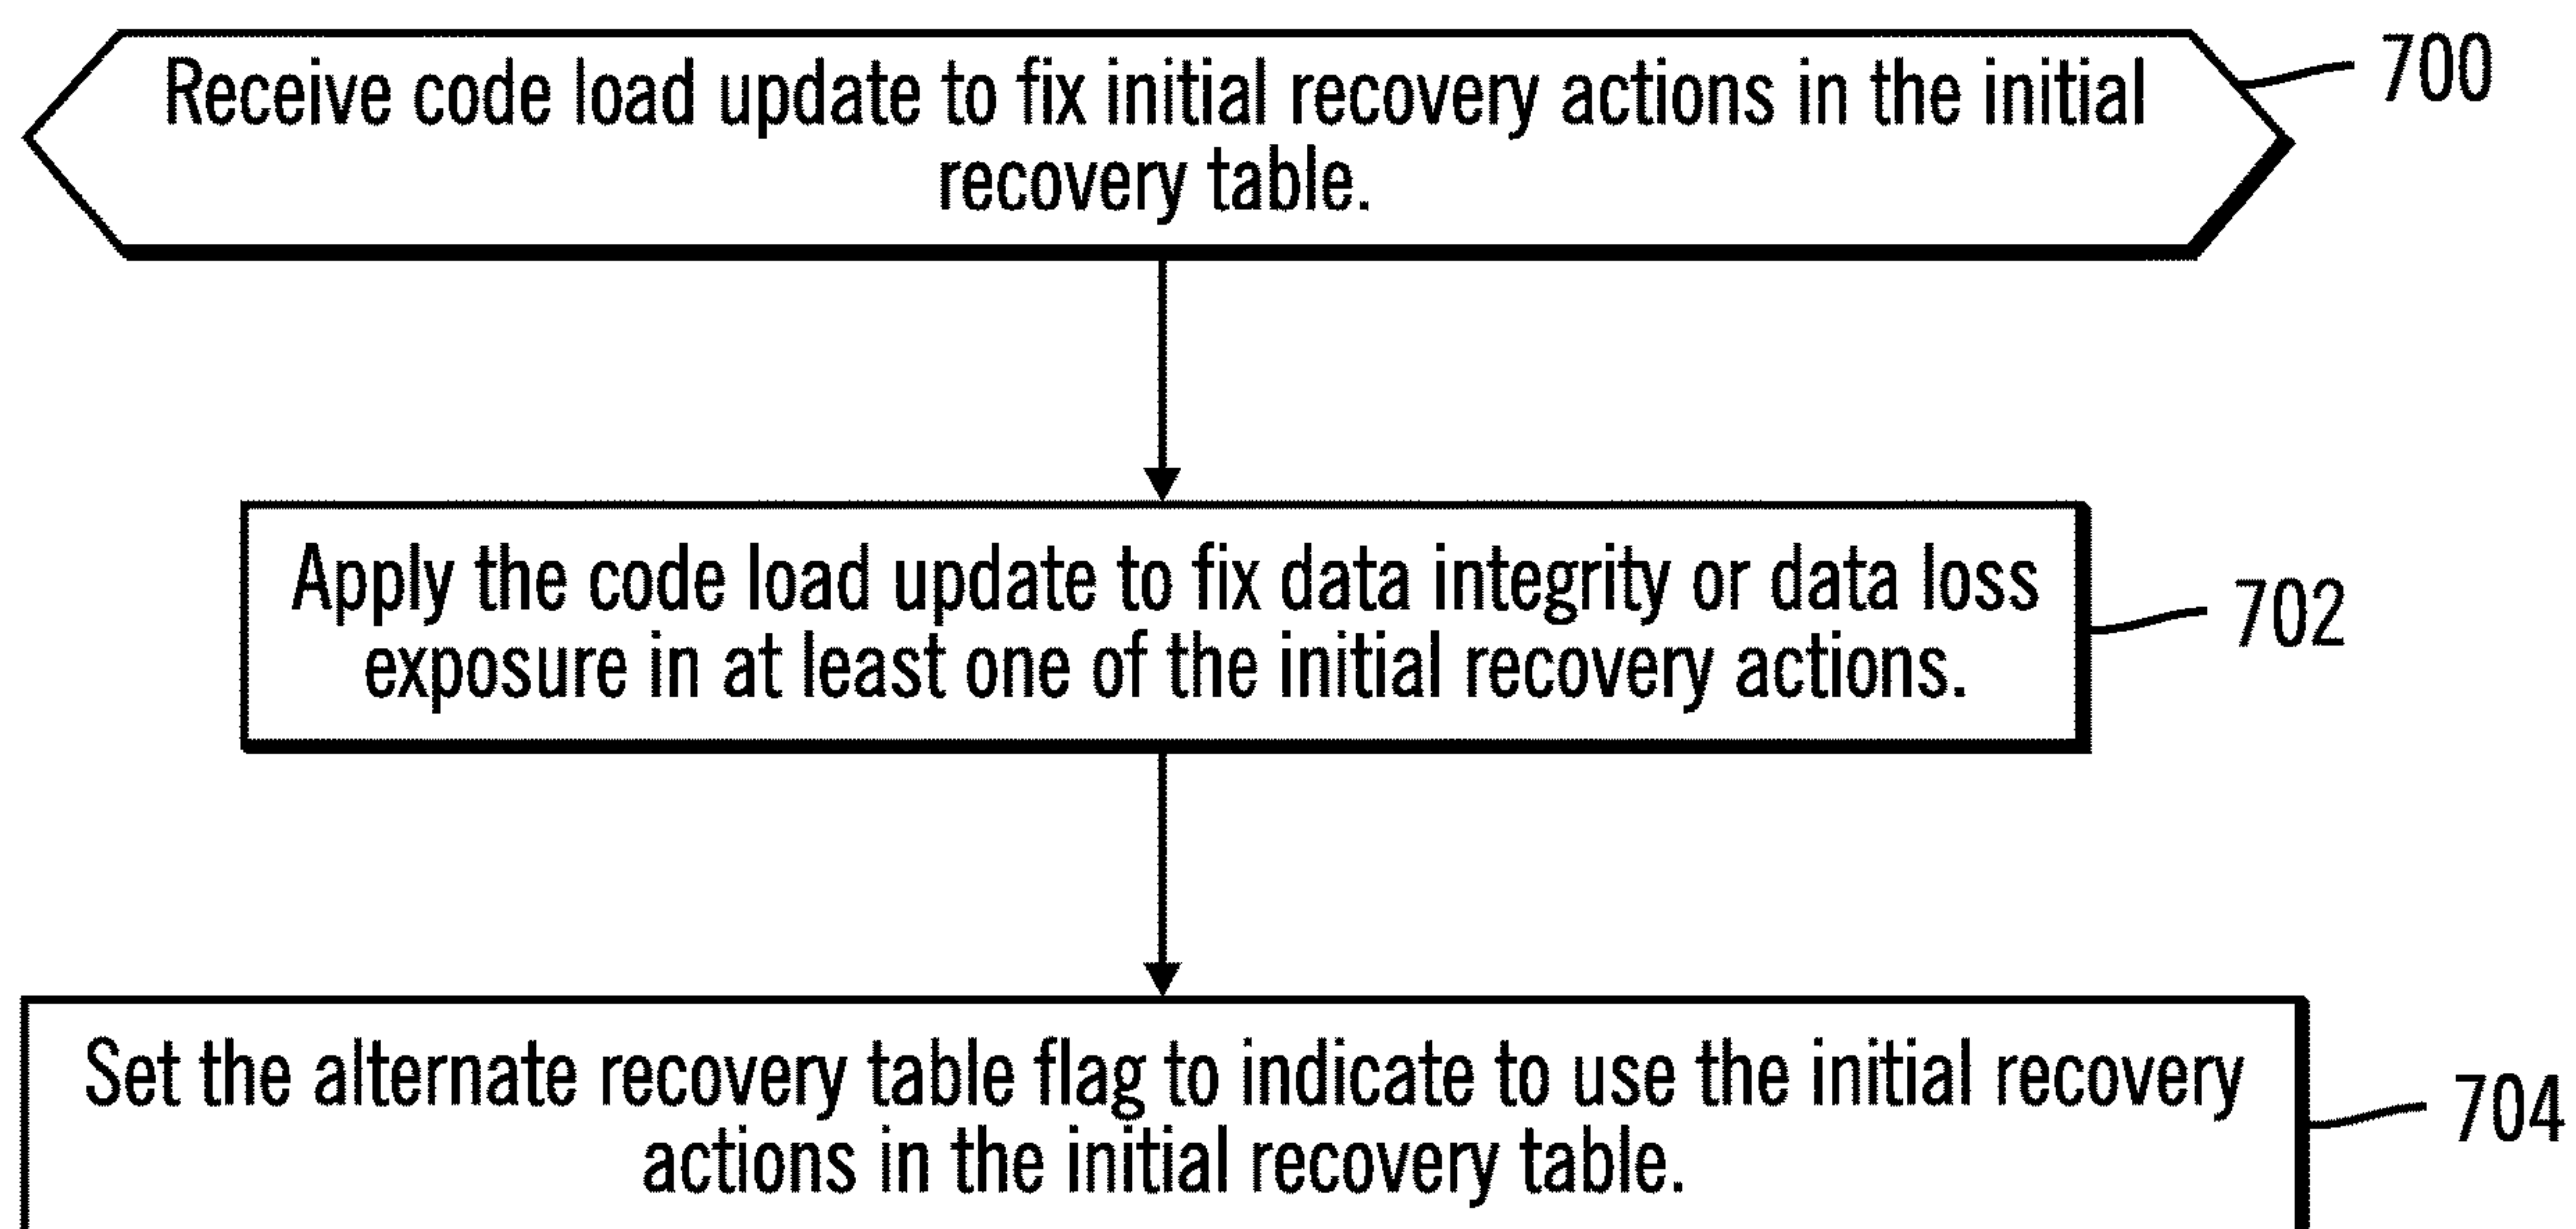 Receive code load update to fix initial recovery actions in the initial
recovery table.
700
Apply the code load update to fix data integrity or data loss
exposure in at least one of the initial recovery actions.
702
Set the alternate recovery table flag to indicate to use the initial recovery
actions in the initial recovery table.
704